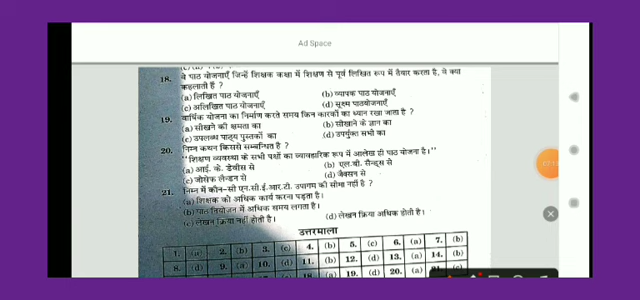 Ad Space
18. वे पाठ योजनाएँ जिन्हें शिक्षक कक्षा में शिक्षण से पूर्व लिखित रूप में तैयार करता है, वे क्या
कहलाती हैं ?
(a) लिखित पाठ योजनाएँ (b) व्यापक पाठ योजनाएँ
(c) अलिखित पाठ योजनाएँ (d) सूक्ष्म पाठयोजनाएँ
19. वार्षिक योजना का निर्माण करते समय किन कारकों का ध्यान रखा जाता है ?
(a) सीखने की क्षमता का (b) सीखाने के ज्ञान का
(c) उपलब्ध पाठ्य पुस्तकों का (d) उपर्युक्त सभी का
20. निम्न कथन किससे सम्बन्धित है ?
"शिक्षण व्यवस्था के सभी पक्षों का व्यावहारिक रूप में आलेख ही पाठ योजना है।"
(a) आई. के. डेवीस से (b) एल. बी. सैन्ड्स से
(c) जोसेफ लैन्डन से (d) जैक्सन से
21. निम्न में कौन-सी एन.सी.ई.आर.टी. उपागम की सीमा नहीं है ?
(a) शिक्षक को अधिक कार्य करना पड़ता है।
(b) पाठ नियोजन में अधिक समय लगता है।
(c) लेखन क्रिया नहीं होती है। (d) लेखन क्रिया अधिक होती है।
उत्तरमाला
1. (a) 2. (b) 3. (c) 4. (b) 5. (c) 6. (a) 7. (b)
8. (d) 9. (a) 10. (d) 11. (b) 12. (d) 13. (a) 14. (b)
18. (a) 19. (d) 20. (a) 21. (c)